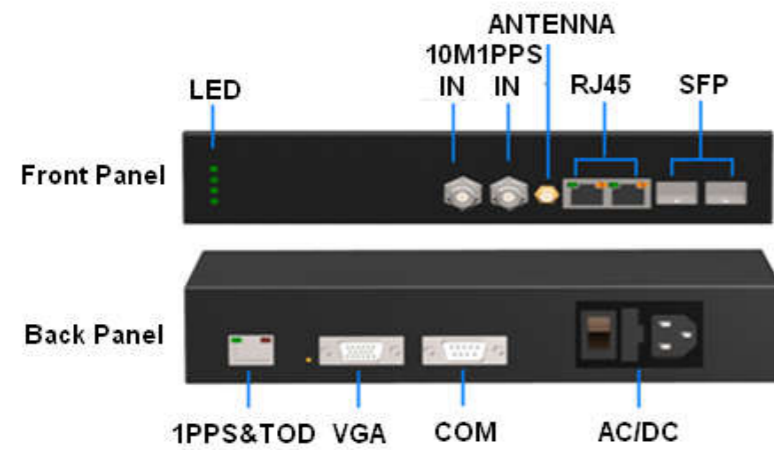 ANTENNA
10M1PPS
IN IN RJ45 SFP
LED
Front Panel
Back Panel
1PPS&TOD VGA COM AC/DC